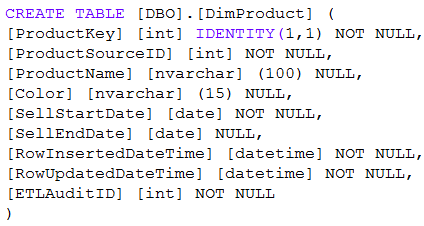 CREATE TABLE [DBO].[DimProduct] (
[ProductKey] [int] IDENTITY(1,1) NOT NULL,
[ProductSourceID] [int] NOT NULL,
[ProductName] [nvarchar] (100) NULL,
[Color] [nvarchar] (15) NULL,
[SellStartDate] [date] NOT NULL,
[SellEndDate] [date] NULL,
[RowInsertedDateTime] [datetime] NOT NULL,
[RowUpdatedDateTime] [datetime] NOT NULL,
[ETLAuditID] [int] NOT NULL
)